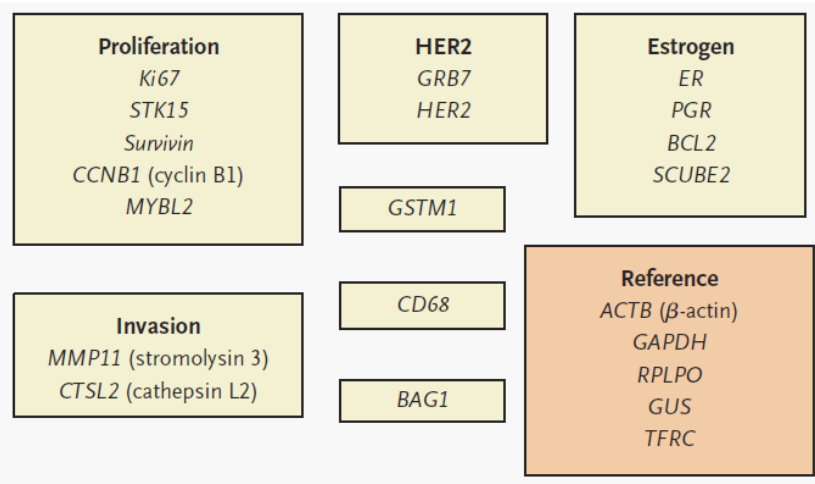 Proliferation
Ki67
STK15
Survivin
CCNB1 (cyclin B1)
MYBL2
HER2
GRB7
HER2
Estrogen
ER
PGR
BCL2
SCUBE2
GSTM1
Invasion
MMP11 (stromolysin 3)
CTSL2 (cathepsin L2)
CD68
BAG1
Reference
ACTB (β-actin)
GAPDH
RPLPO
GUS
TFRC